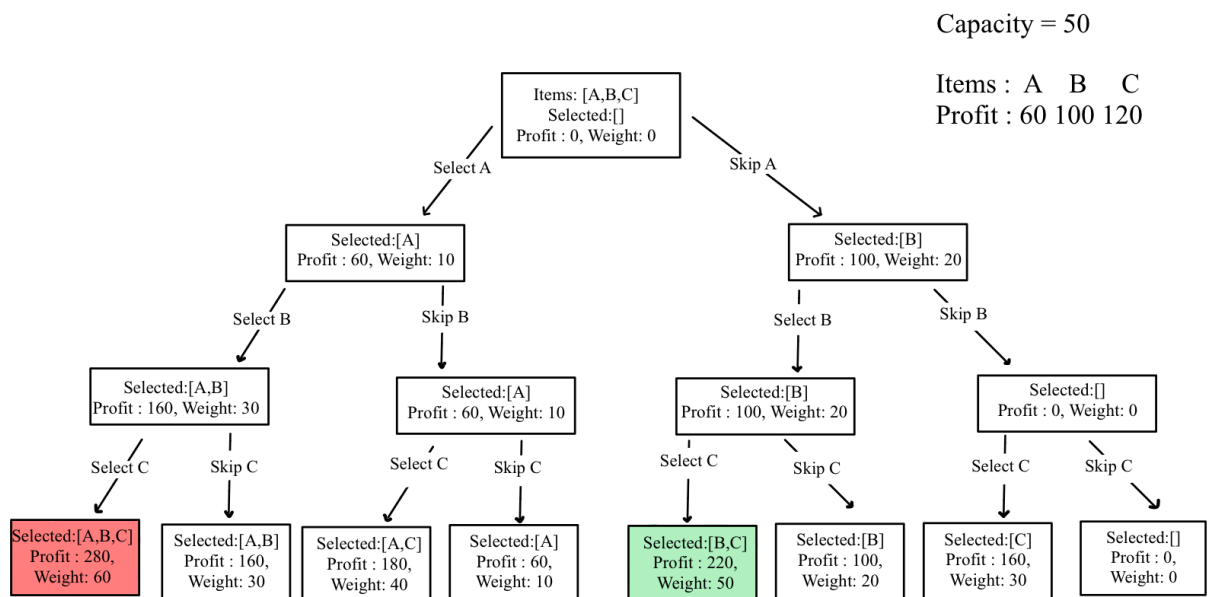 Capacity = 50
Items : A B C
Profit : 60 100 120
Items: [A,B,C]
Selected:[]
Profit : 0, Weight: 0
Select A
Skip A
Selected:[A]
Profit : 60, Weight: 10
Selected:[B]
Profit : 100, Weight: 20
Select B
Skip B
Select B
Skip B
Selected:[A,B]
Profit : 160, Weight: 30
Selected:[A]
Profit : 60, Weight: 10
Selected:[B]
Profit : 100, Weight: 20
Selected:[]
Profit : 0, Weight: 0
Select C
Skip C
Select C
Skip C
Select C
Skip C
Select C
Skip C
Selected:[A,B,C]
Profit : 280,
Weight: 60
Selected:[A,B]
Profit : 160,
Weight: 30
Selected:[A,C]
Profit : 180,
Weight: 40
Selected:[A]
Profit : 60,
Weight: 10
Selected:[B,C]
Profit : 220,
Weight: 50
Selected:[B]
Profit : 100,
Weight: 20
Selected:[C]
Profit : 160,
Weight: 30
Selected:[]
Profit : 0,
Weight: 0